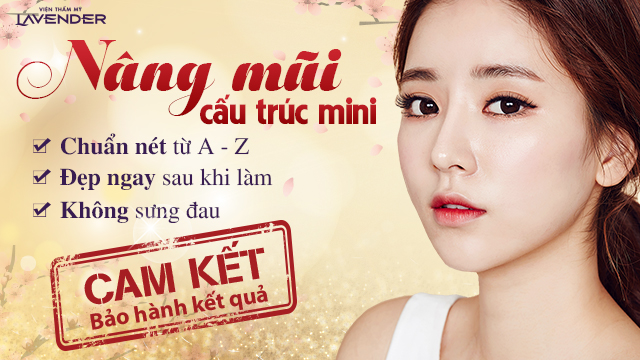 VIỆN THẨM MỸ
LAVENDER
Nâng mũi
cấu trúc mini
Chuẩn nét từ A - Z
Đẹp ngay sau khi làm
Không sưng đau
CAM KẾT
Bảo hành kết quả